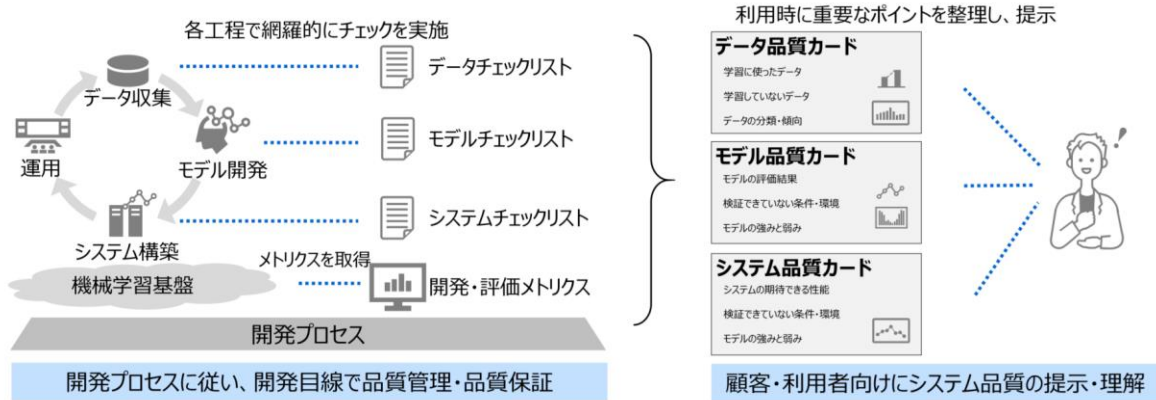 各工程で網羅的にチェックを実施
データ収集
データチェックリスト
運用
モデル開発
モデルチェックリスト
システム構築
システムチェックリスト
メトリクスを取得
機械学習基盤
開発・評価メトリクス
開発プロセス
開発プロセスに従い、開発目線で品質管理・品質保証
利用時に重要なポイントを整理し、提示
データ品質カード
学習に使ったデータ
学習していないデータ
データの分類・傾向
モデル品質カード
モデルの評価結果
検証できていない条件・環境
モデルの強みと弱み
システム品質カード
システムの期待できる性能
検証できていない条件・環境
モデルの強みと弱み
!
顧客・利用者向けにシステム品質の提示・理解